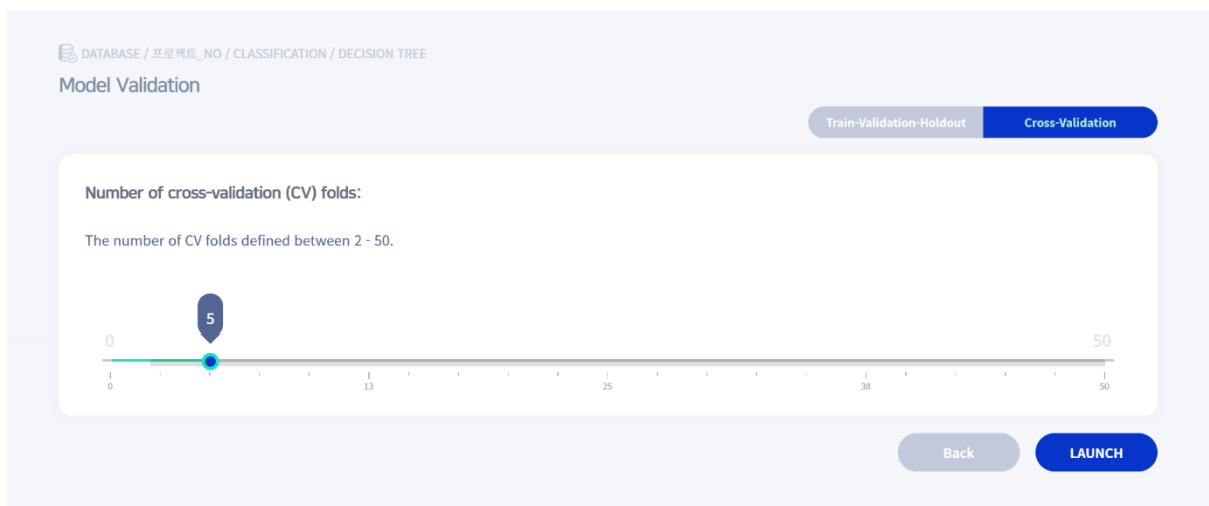 DATABASE / 프로젝트_NO / CLASSIFICATION / DECISION TREE
Model Validation
Train-Validation-Holdout Cross-Validation
Number of cross-validation (CV) folds:
The number of CV folds defined between 2 - 50.
5
0 50
0 13 25 38 50
Back LAUNCH